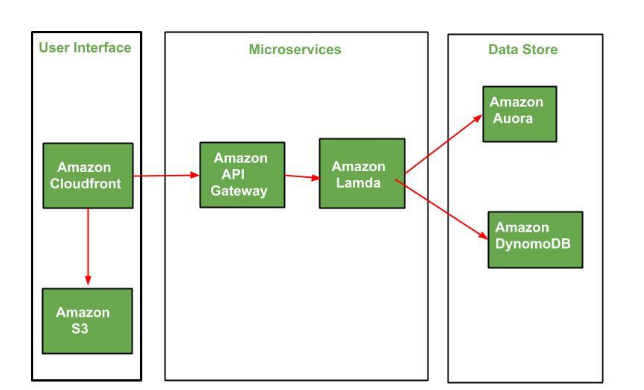 User Interface
Microservices
Data Store
Amazon
Cloudfront
Amazon
S3
Amazon
API
Gateway
Amazon
Lamda
Amazon
Auora
Amazon
DynomoDB